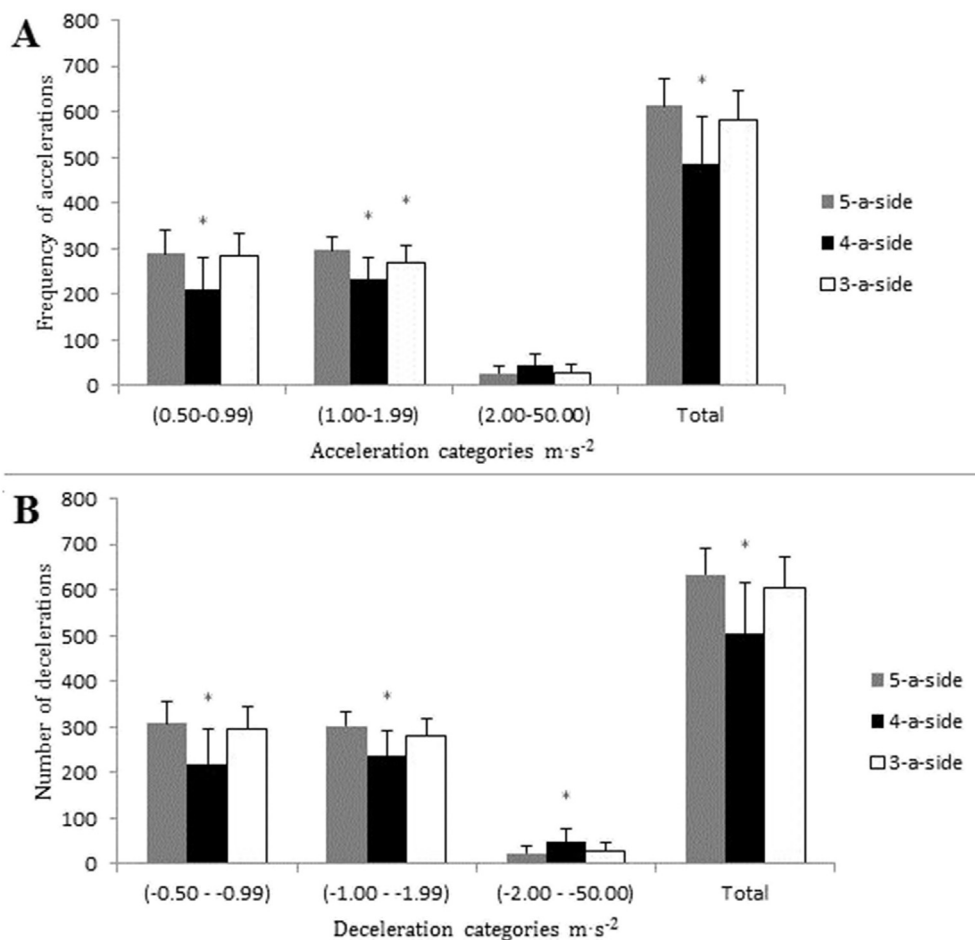 A
800
700
600
500
400
300
200
100
0
Frequency of accelerations
* * * *
(0.50-0.99) (1.00-1.99) (2.00-50.00) Total
Acceleration categories m·s⁻²
5-a-side
4-a-side
3-a-side
B
800
700
600
500
400
300
200
100
0
Number of decelerations
* * * *
(-0.50 - -0.99) (-1.00 - -1.99) (-2.00 - -50.00) Total
Deceleration categories m·s⁻²
5-a-side
4-a-side
3-a-side